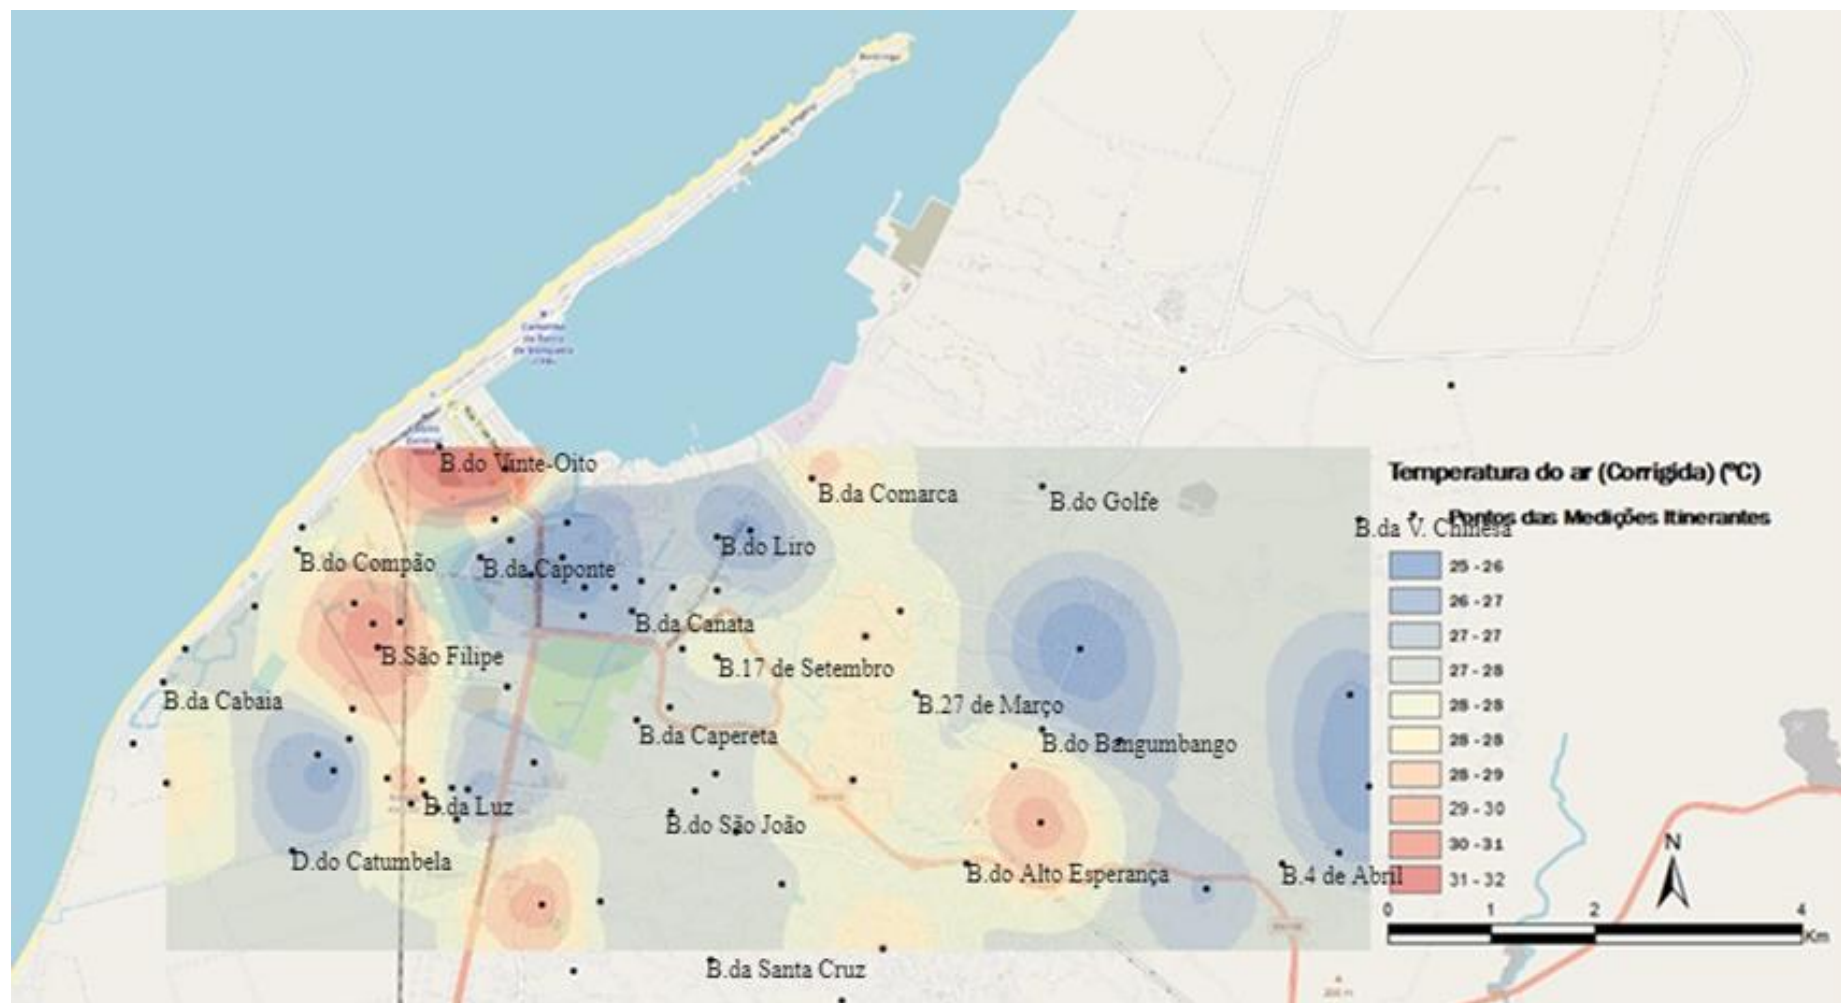 B.do Vinte-Oito
B.da Comarca
B.do Golfe
Temperatura do ar (Corrigida) (ºC)
Pontos das Medições Itinerantes
B.da V. Chinesa
B.do Liro
B.do Compão
B.da Caponte
25 - 26
26 - 27
27 - 27
27 - 28
28 - 28
28 - 28
28 - 29
29 - 30
30 - 31
31 - 32
B.da Canata
B.São Filipe
B.17 de Setembro
B.da Cabaia
B.27 de Março
B.da Capereta
B.do Bangumbango
B.da Luz
B.do São João
D.do Catumbela
B.do Alto Esperança
B.4 de Abril
N
0 1 2 4
Km
B.da Santa Cruz